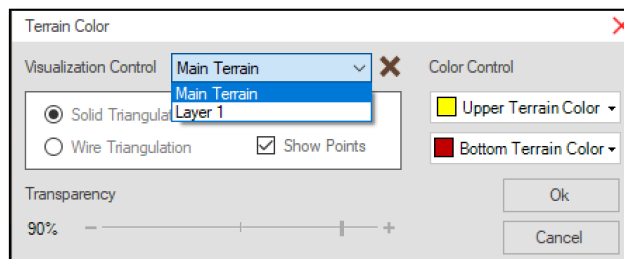 Terrain Color
Visualization Control Main Terrain Color Control
Main Terrain
Layer 1
Solid
Upper Terrain Color
Wire Triangulation Show Points
Bottom Terrain Color
Transparency
Ok
90%
Cancel